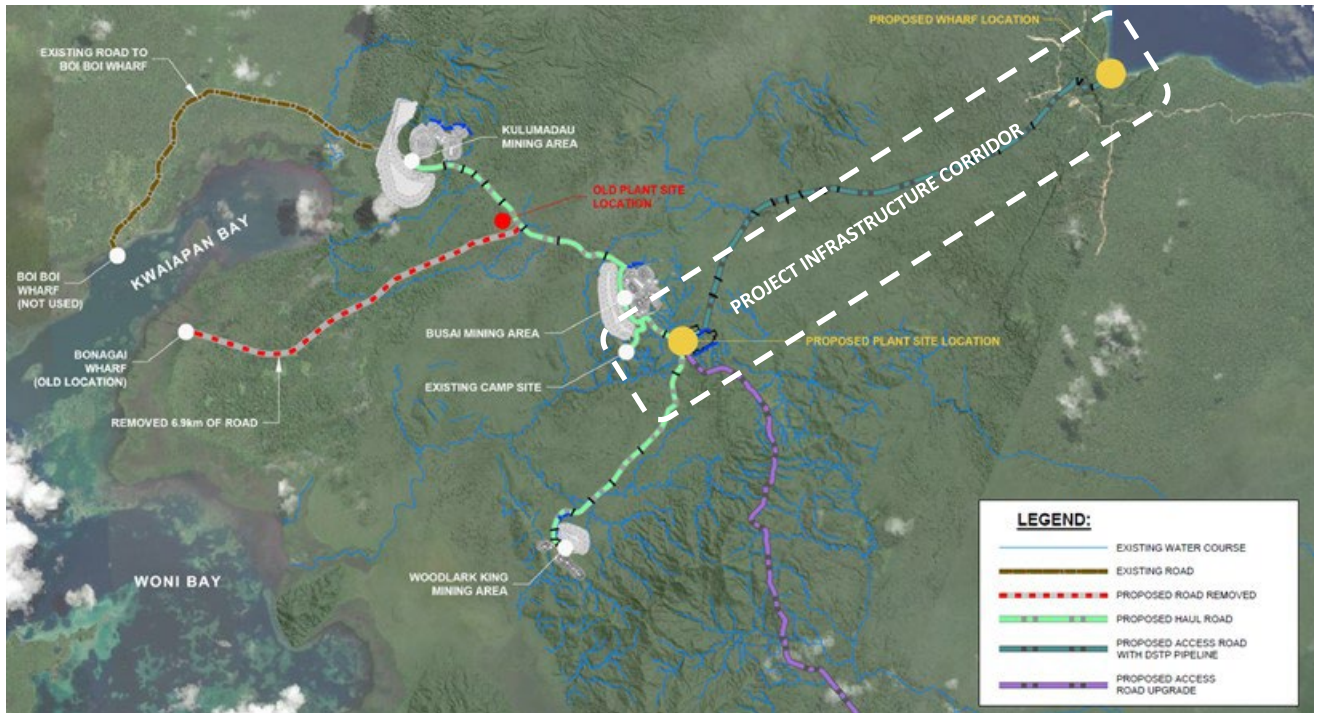 PROPOSED WHARF LOCATION
EXISTING ROAD TO
BOI BOI WHARF
KULUMADAU
MINING AREA
OLD PLANT SITE
LOCATION
PROJECT INFRASTRUCTURE CORRIDOR
KWAIAPAN BAY
BOI BOI
WHARF
(NOT USED)
BUSAI MINING AREA
PROPOSED PLANT SITE LOCATION
BONAGAI
WHARF
(OLD LOCATION)
EXISTING CAMP SITE
REMOVED 6.9km OF ROAD
WOODLARK KING
MINING AREA
WONI BAY
LEGEND:
EXISTING WATER COURSE
EXISTING ROAD
PROPOSED ROAD REMOVED
PROPOSED HAUL ROAD
PROPOSED ACCESS ROAD
WITH DSTP PIPELINE
PROPOSED ACCESS
ROAD UPGRADE